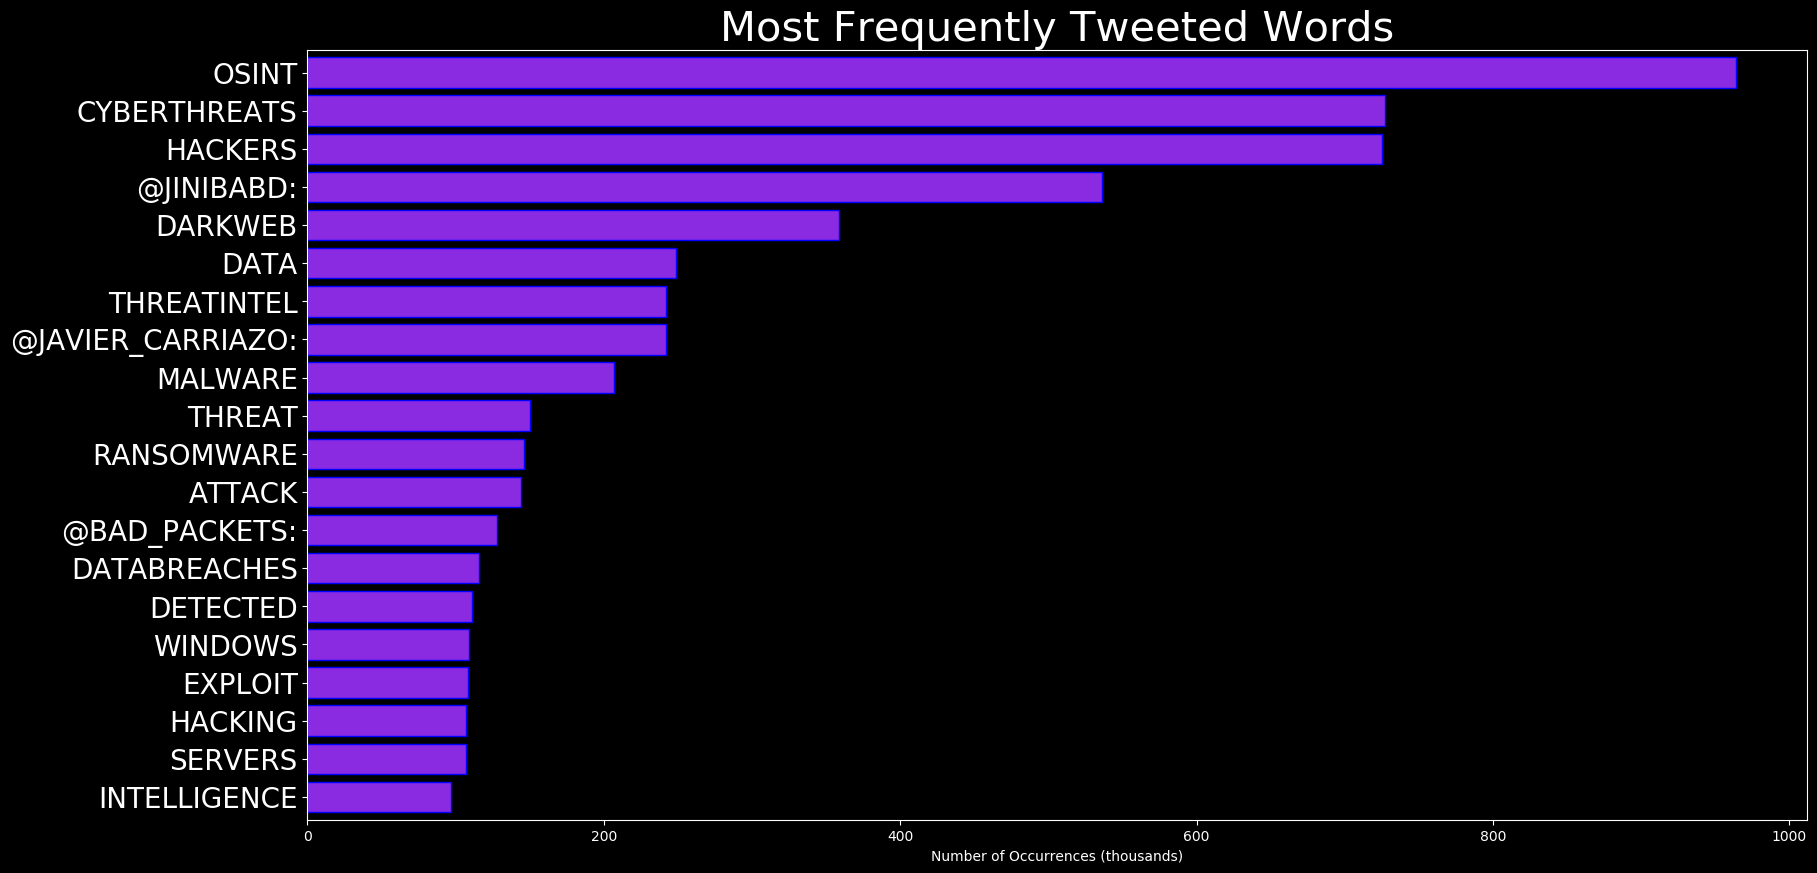 Most Frequently Tweeted Words
OSINT
CYBERTHREATS
HACKERS
@JINIBABD:
DARKWEB
DATA
THREATINTEL
@JAVIER_CARRIAZO:
MALWARE
THREAT
RANSOMWARE
ATTACK
@BAD_PACKETS:
DATABREACHES
DETECTED
WINDOWS
EXPLOIT
HACKING
SERVERS
INTELLIGENCE
0 200 400 600 800 1000
Number of Occurrences (thousands)